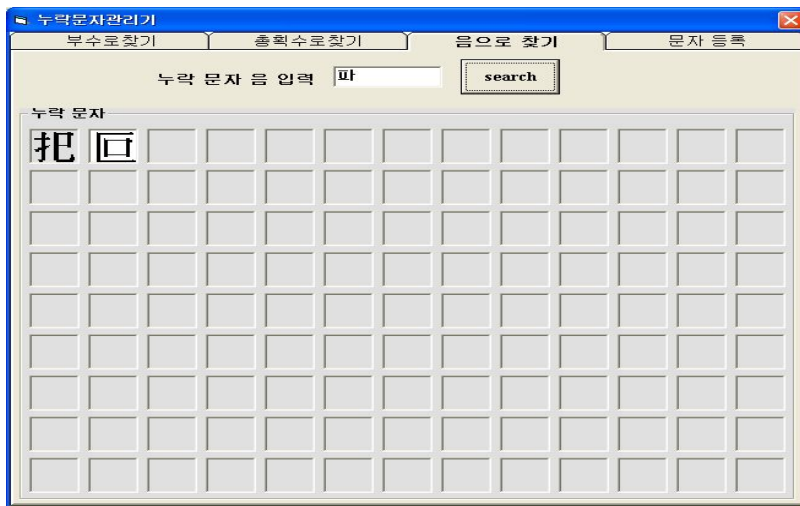 누락문자관리기
부수로찾기 총획수로찾기 음으로 찾기 문자 등록
누락 문자 음 입력 파 search
누락 문자
把